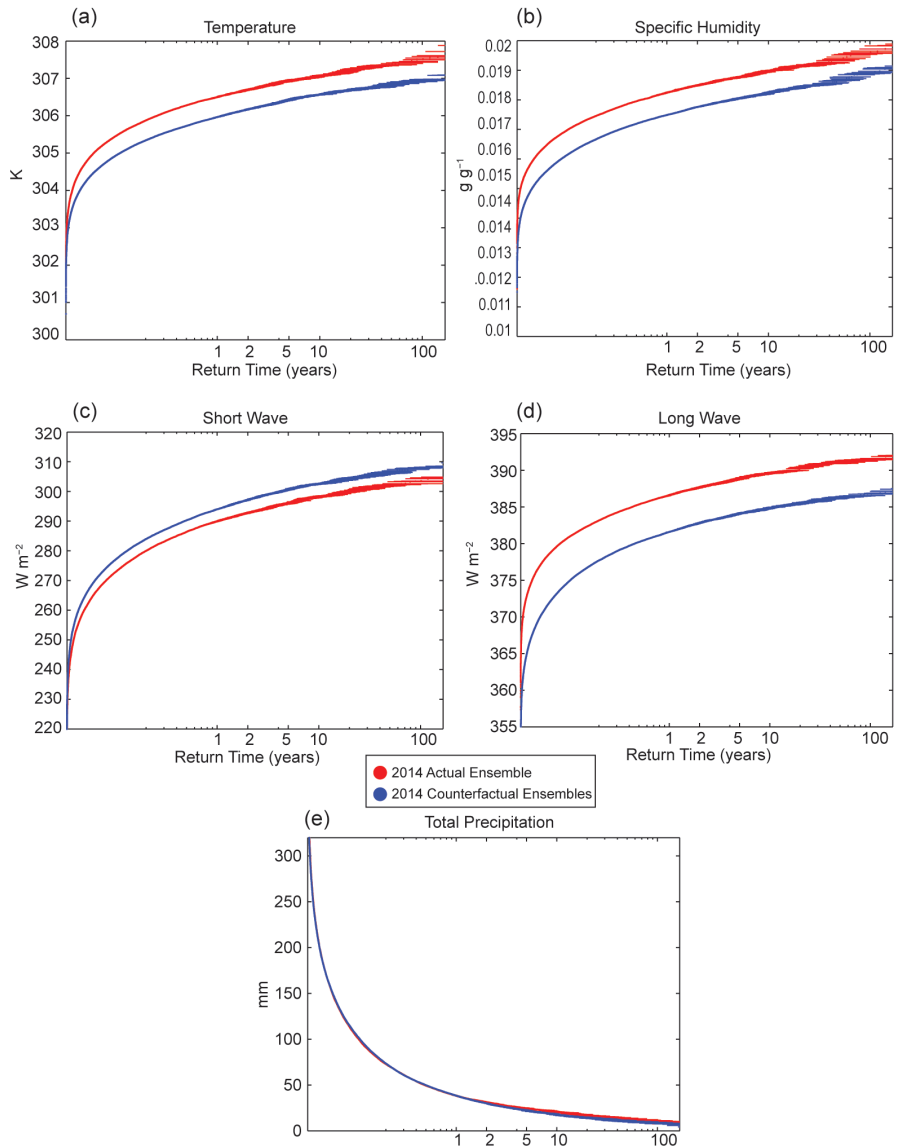 (a)
Temperature
308
307
306
305
304
303
302
301
300
K
1 2 5 10 100
Return Time (years)
(b)
Specific Humidity
0.02
0.019
0.018
0.017
0.016
0.015
0.014
0.013
0.012
0.011
0.01
g g⁻¹
1 2 5 10 100
Return Time (years)
(c)
Short Wave
320
310
300
290
280
270
260
250
240
230
220
W m⁻²
1 2 5 10 100
Return Time (years)
(d)
Long Wave
395
390
385
380
375
370
365
360
355
W m⁻²
1 2 5 10 100
Return Time (years)
2014 Actual Ensemble
2014 Counterfactual Ensembles
(e)
Total Precipitation
300
250
200
150
100
50
0
mm
1 2 5 10 100